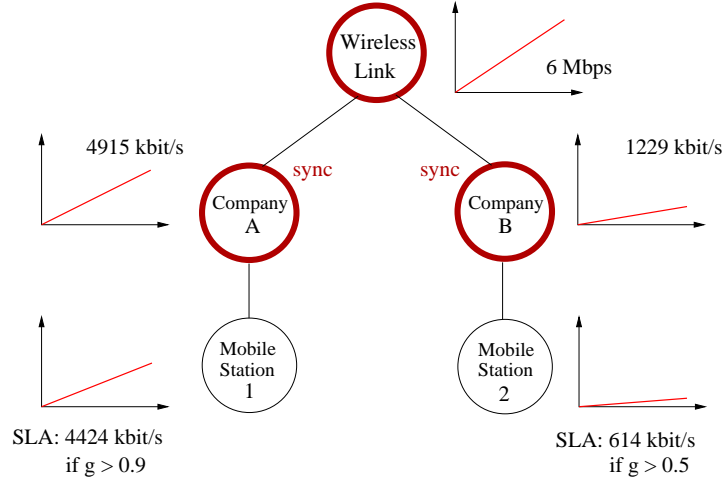 Wireless
Link
6 Mbps
4915 kbit/s
1229 kbit/s
sync
sync
Company
A
Company
B
Mobile
Station
1
Mobile
Station
2
SLA: 4424 kbit/s
if g > 0.9
SLA: 614 kbit/s
if g > 0.5